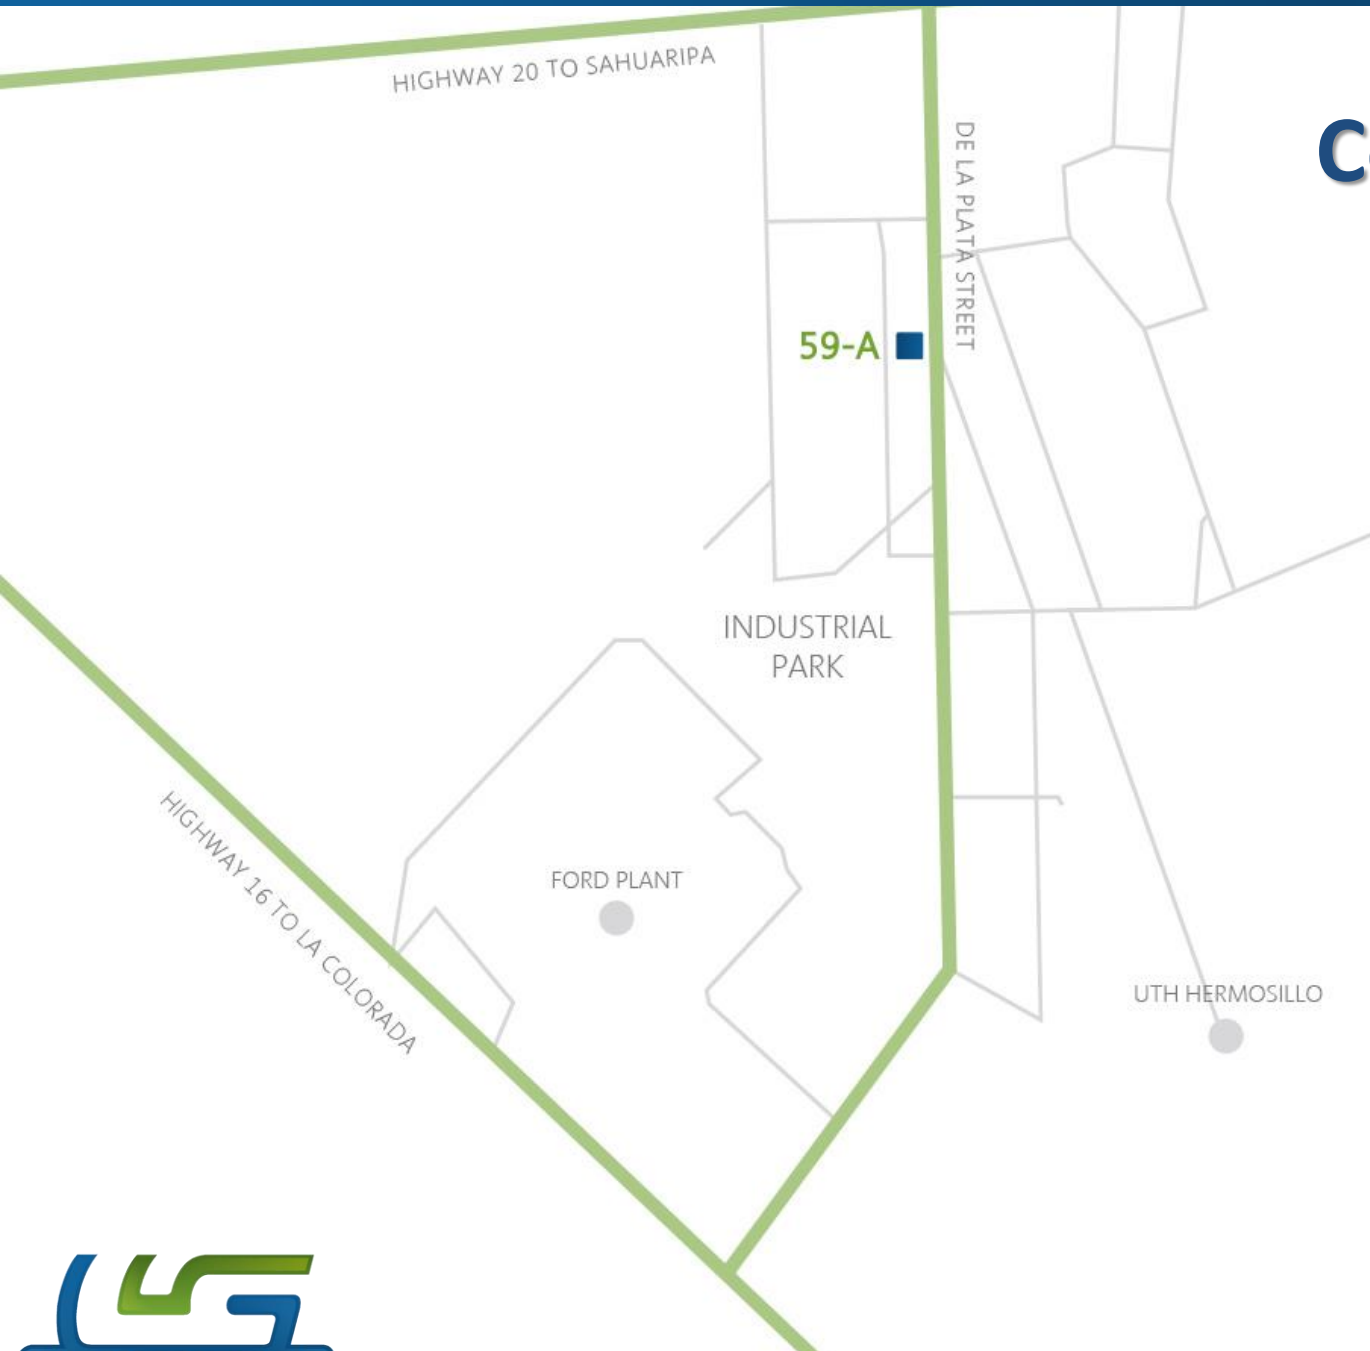 HIGHWAY 20 TO SAHUARIPA
DE LA PLATA STREET
59-A
INDUSTRIAL
PARK
HIGHWAY 16 TO LA COLORADA
FORD PLANT
UTH HERMOSILLO